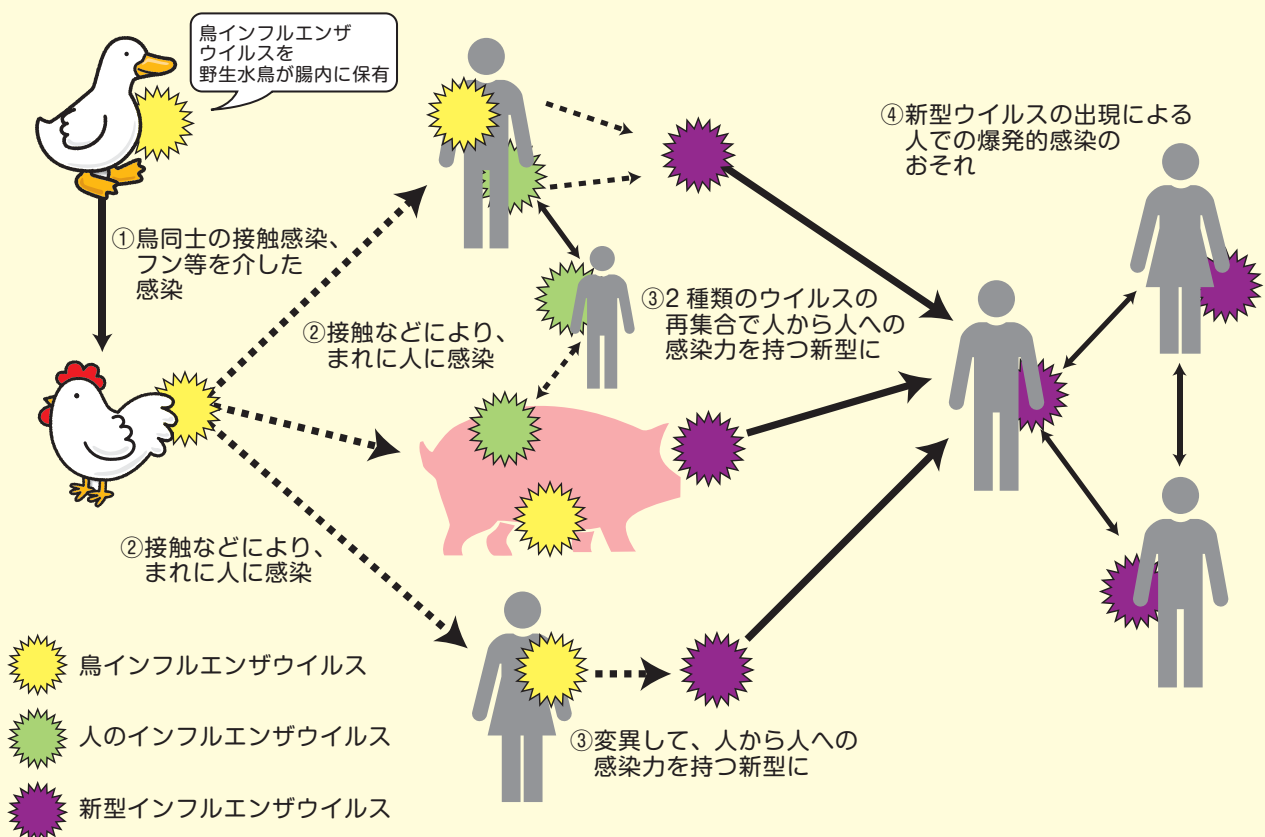 鳥インフルエンザ
ウイルスを
野生水鳥が腸内に保有
①鳥同士の接触感染、
フン等を介した
感染
②接触などにより、
まれに人に感染
②接触などにより、
まれに人に感染
③2種類のウイルスの
再集合で人から人への
感染力を持つ新型に
③変異して、人から人への
感染力を持つ新型に
④新型ウイルスの出現による
人での爆発的感染の
おそれ
鳥インフルエンザウイルス
人のインフルエンザウイルス
新型インフルエンザウイルス